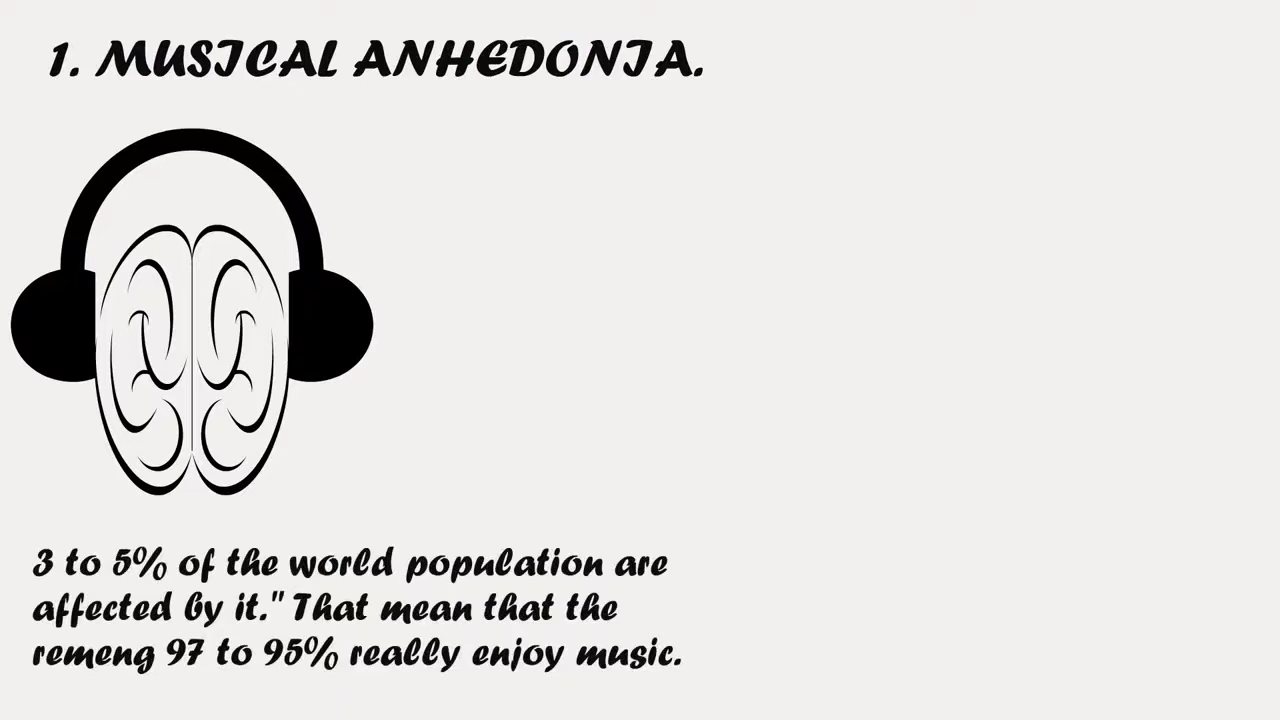 1. MUSICAL ANHEDONIA.
3 to 5% of the world population are
affected by it." That mean that the
remeng 97 to 95% really enjoy music.